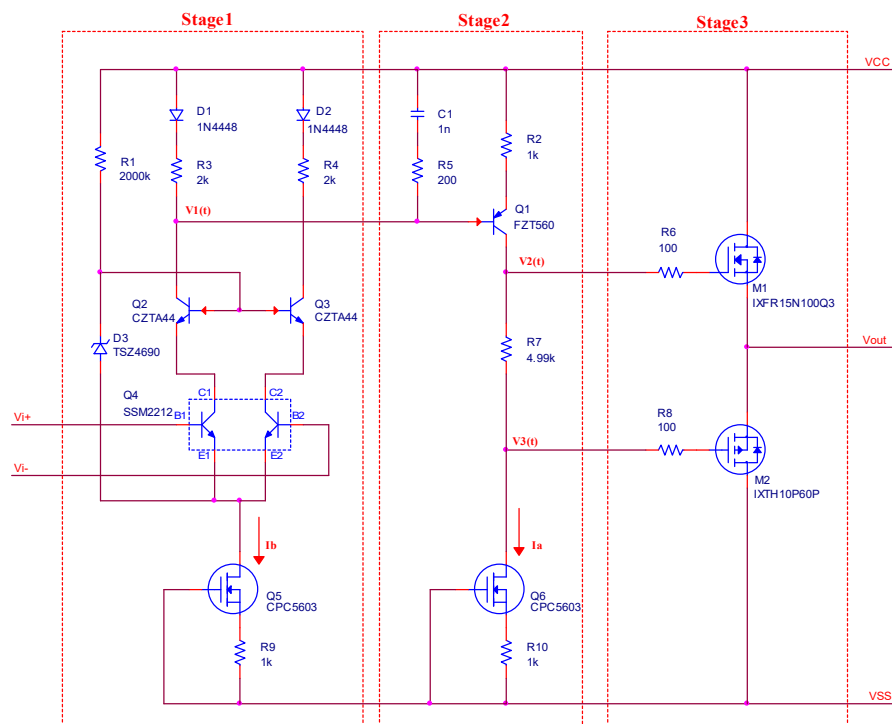 Stage1
Stage2
Stage3
VCC
D1
1N4448
D2
1N4448
C1
1n
R1
2000k
R3
2k
R4
2k
R5
200
R2
1k
V1(t)
Q1
FZT560
R6
100
V2(t)
M1
IXFR15N100Q3
Q2
CZTA44
Q3
CZTA44
D3
TSZ4690
R7
4.99k
Vout
Q4
SSM2212
C1
C2
B1
B2
E1
E2
Vi+
Vi-
R8
100
V3(t)
M2
IXTH10P60P
Ib
Ia
Q5
CPC5603
Q6
CPC5603
R9
1k
R10
1k
VSS